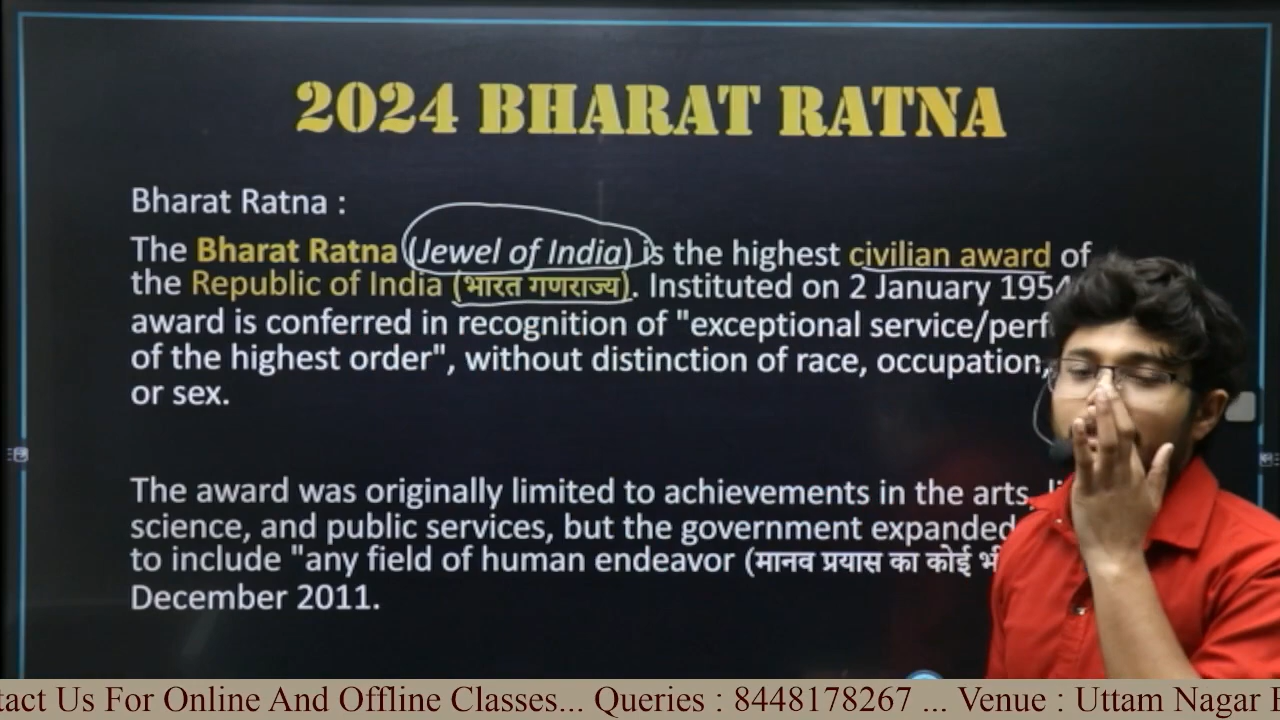 2024 BHARAT RATNA
Bharat Ratna :
The Bharat Ratna (Jewel of India) is the highest civilian award of
the Republic of India (भारत गणराज्य). Instituted on 2 January 1954
award is conferred in recognition of "exceptional service/perf
of the highest order", without distinction of race, occupation,
or sex.
The award was originally limited to achievements in the arts,
science, and public services, but the government expanded
to include "any field of human endeavor (मानव प्रयास का कोई भी
December 2011.
tact Us For Online And Offline Classes... Queries : 8448178267 ... Venue : Uttam Nagar